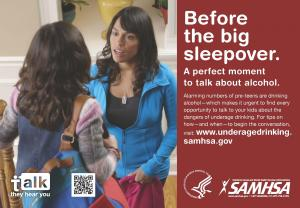 Before
the big
sleepover.
A perfect moment
to talk about alcohol.
Alarming numbers of pre-teens are drinking
alcohol—which makes it urgent to find every
opportunity to talk to your kids about the
dangers of underage drinking. For tips on
how—and when—to begin the conversation,
visit: www.underagedrinking.
samhsa.gov
talk
they hear you
SAMHSA